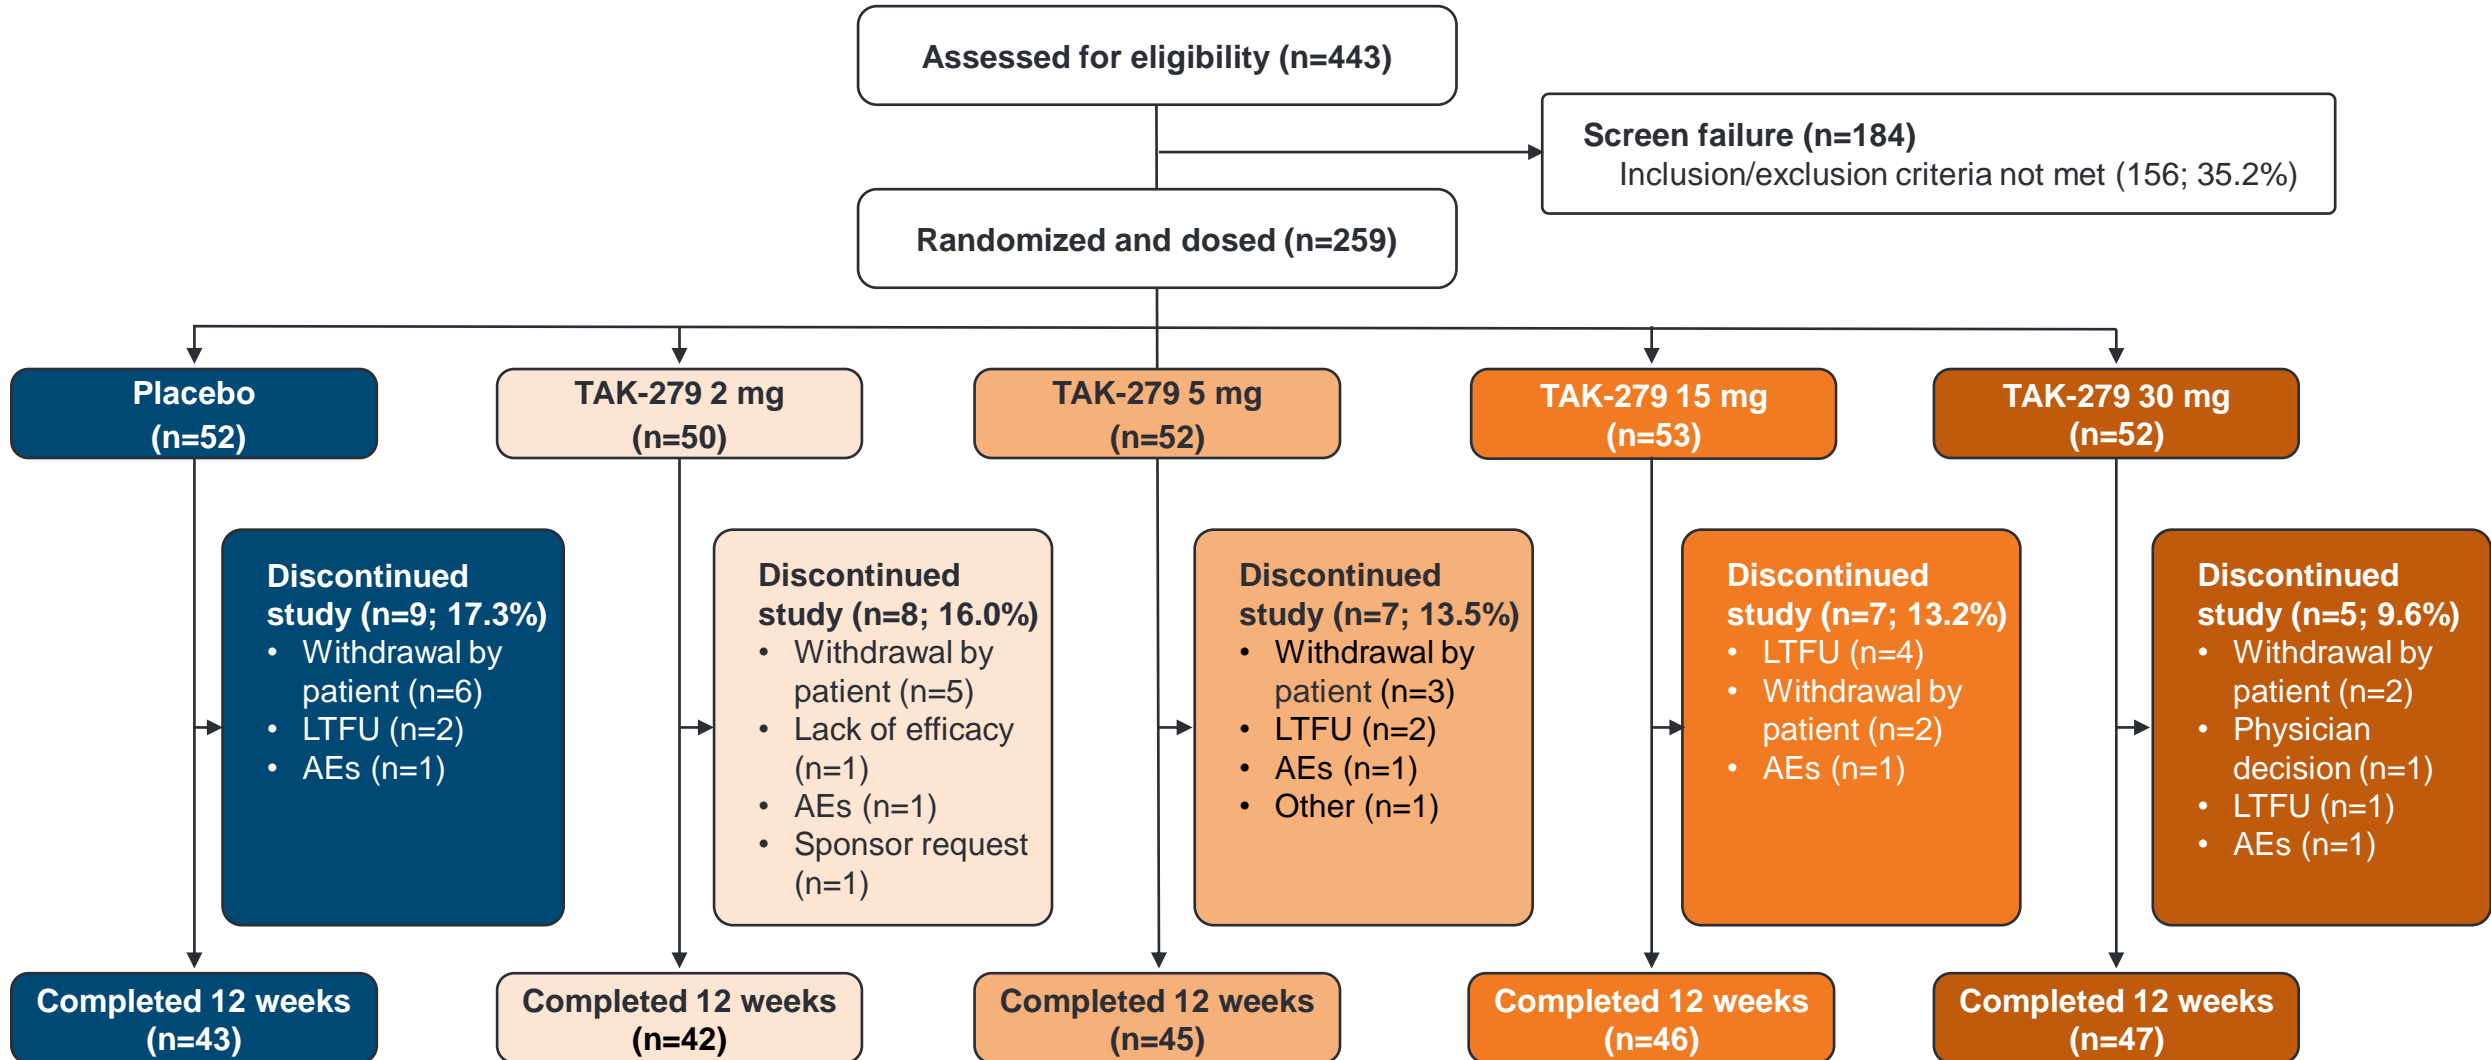 Assessed for eligibility (n=443)
Screen failure (n=184)
Inclusion/exclusion criteria not met (156; 35.2%)
Randomized and dosed (n=259)
Placebo
(n=52)
TAK-279 2 mg
(n=50)
TAK-279 5 mg
(n=52)
TAK-279 15 mg
(n=53)
TAK-279 30 mg
(n=52)
Discontinued
study (n=9; 17.3%)
• Withdrawal by
patient (n=6)
• LTFU (n=2)
• AEs (n=1)
Discontinued
study (n=8; 16.0%)
• Withdrawal by
patient (n=5)
• Lack of efficacy
(n=1)
• AEs (n=1)
• Sponsor request
(n=1)
Discontinued
study (n=7; 13.5%)
• Withdrawal by
patient (n=3)
• LTFU (n=2)
• AEs (n=1)
• Other (n=1)
Discontinued
study (n=7; 13.2%)
• LTFU (n=4)
• Withdrawal by
patient (n=2)
• AEs (n=1)
Discontinued
study (n=5; 9.6%)
• Withdrawal by
patient (n=2)
• Physician
decision (n=1)
• LTFU (n=1)
• AEs (n=1)
Completed 12 weeks
(n=43)
Completed 12 weeks
(n=42)
Completed 12 weeks
(n=45)
Completed 12 weeks
(n=46)
Completed 12 weeks
(n=47)